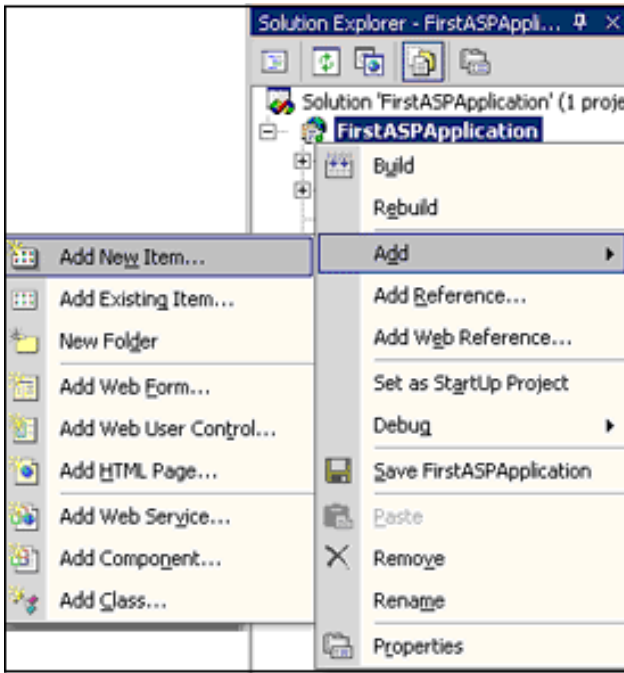 Solution Explorer - FirstASPAppli...
Solution 'FirstASPApplication' (1 proje
FirstASPApplication
Build
Rebuild
Add
Add Reference...
Add Web Reference...
Set as StartUp Project
Debug
Save FirstASPApplication
Paste
Remove
Rename
Properties
Add New Item...
Add Existing Item...
New Folder
Add Web Form...
Add Web User Control...
Add HTML Page...
Add Web Service...
Add Component...
Add Class...